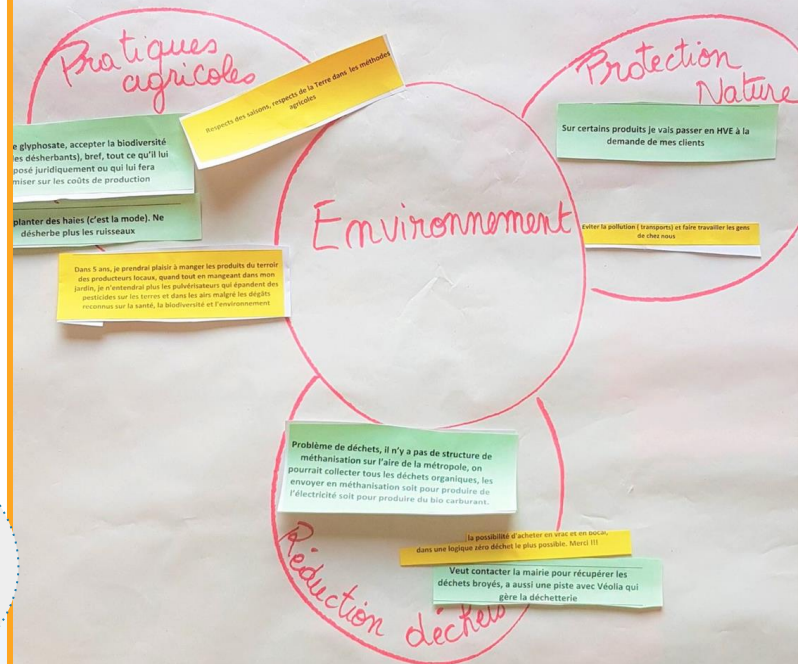 Pratiques
agricoles
Respects des saisons, respects de la Terre dans les méthodes
agricoles
e glyphosate, accepter la biodiversité
es désherbants), bref, tout ce qu'il lui
posé juridiquement ou qui lui fera
miser sur les coûts de production
planter des haies (c'est la mode). Ne
désherbe plus les ruisseaux
Dans 5 ans, je prendrai plaisir à manger les produits du terroir
des producteurs locaux, quand tout en mangeant dans mon
jardin, je n'entendrai plus les pulvérisateurs qui épandent des
pesticides sur les terres et dans les airs malgré les dégâts
reconnus sur la santé, la biodiversité et l'environnement
Environnement
Protection
Nature
Sur certains produits je vais passer en HVE à la
demande de mes clients
Eviter la pollution ( transports) et faire travailler les gens
de chez nous
Problème de déchets, il n'y a pas de structure de
méthanisation sur l'aire de la métropole, on
pourrait collecter tous les déchets organiques, les
envoyer en méthanisation soit pour produire de
l'électricité soit pour produire du bio carburant.
la possibilité d'acheter en vrac et en bocal,
dans une logique zéro déchet le plus possible. Merci !!!
Veut contacter la mairie pour récupérer les
déchets broyés, a aussi une piste avec Véolia qui
gère la déchetterie
Réduction déchets